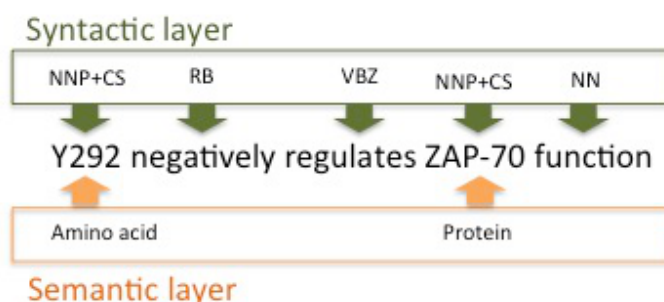 Syntactic layer
NNP+CS RB VBZ NNP+CS NN
Y292 negatively regulates ZAP-70 function
Amino acid Protein
Semantic layer